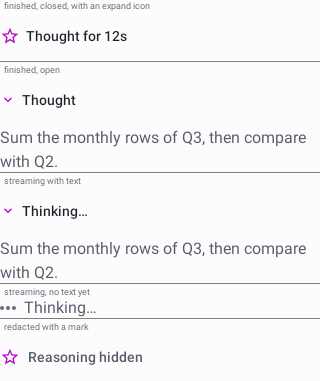 finished, closed, with an expand icon
Thought for 12s
finished, open
Thought
Sum the monthly rows of Q3, then compare
with Q2.
streaming with text
Thinking…
Sum the monthly rows of Q3, then compare
with Q2.
streaming, no text yet
Thinking…
redacted with a mark
Reasoning hidden